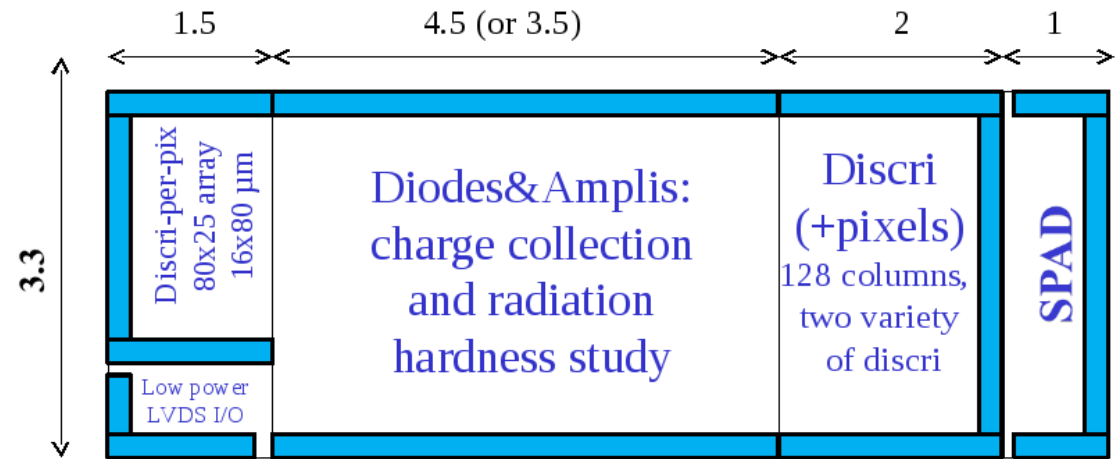 1.5
4.5 (or 3.5)
2
1
3.3
Discri-per-pix
80x25 array
16x80 µm
Low power
LVDS I/O
Diodes&Amplis:
charge collection
and radiation
hardness study
Discri
(+pixels)
128 columns,
two variety
of discri
SPAD